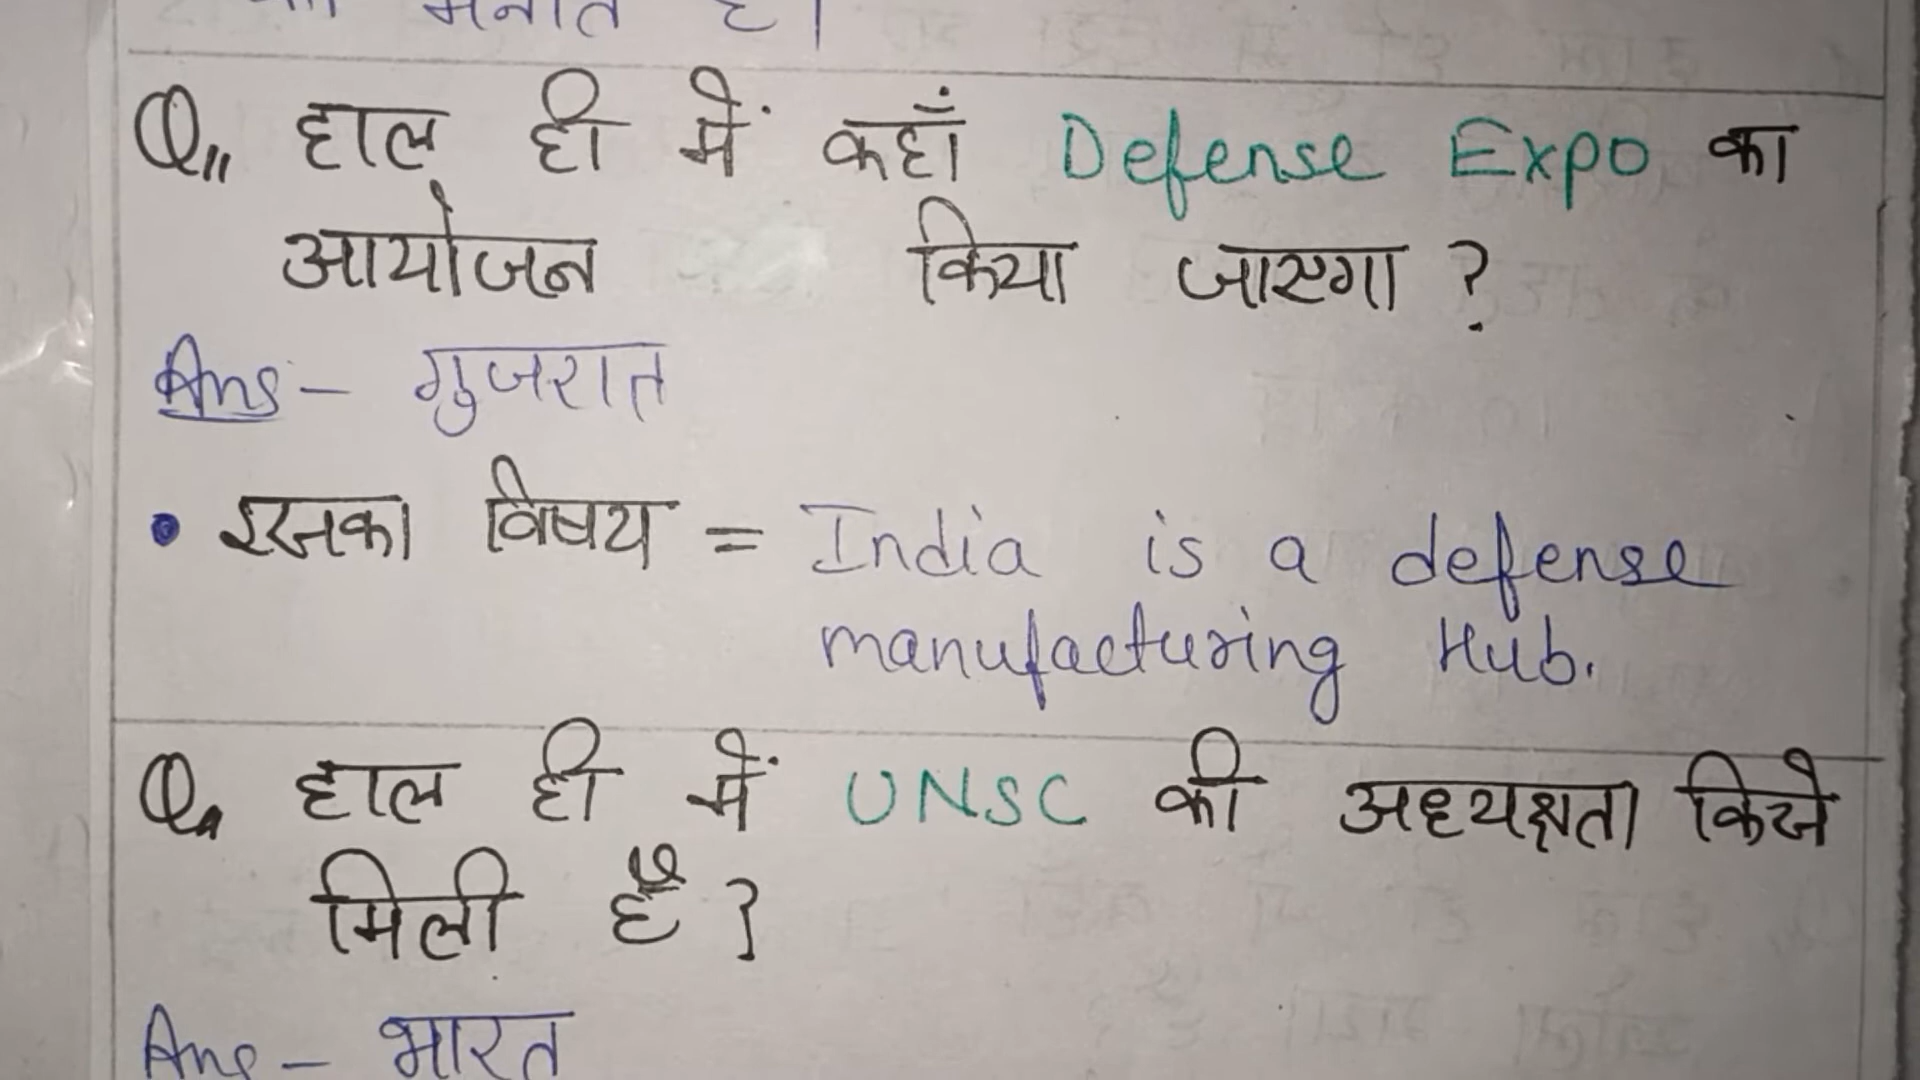 मनाते है।
Q,, हाल ही में कहाँ Defense Expo का
आयोजन किया जाएगा ?
Ans - गुजरात
• इसका विषय = India is a defense
manufacturing Hub.
Q, हाल ही में UNSC की अध्यक्षता किसे
मिली है ?
Ans - भारत